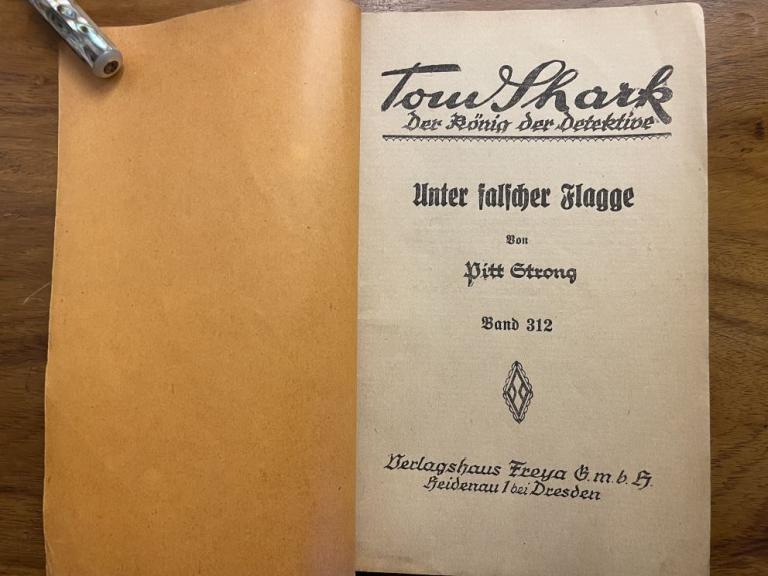 Tom Shark
Der König der Detektive
Unter falscher Flagge
Von
Pitt Strong
Band 312
Verlagshaus Freya G.m.b.H.
Heidenau 1 bei Dresden